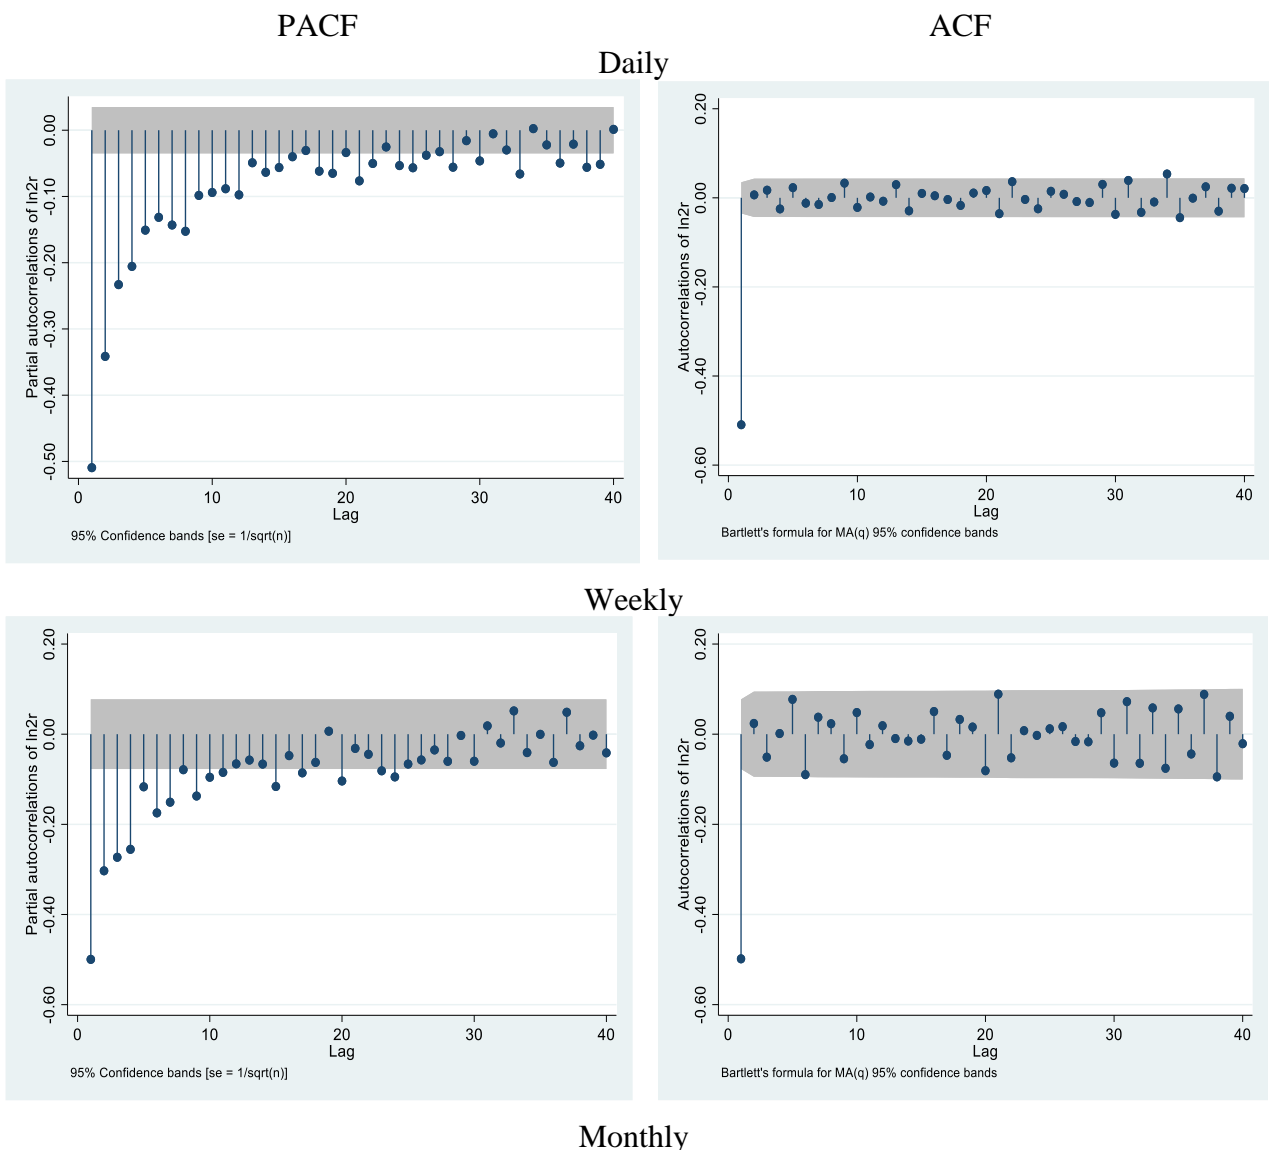 PACF
ACF
Daily
Partial autocorrelations of ln2r
0.00
-0.10
-0.20
-0.30
-0.40
-0.50
0
10
20
30
40
Lag
95% Confidence bands [se = 1/sqrt(n)]
Autocorrelations of ln2r
0.20
0.00
-0.20
-0.40
-0.60
0
10
20
30
40
Lag
Bartlett's formula for MA(q) 95% confidence bands
Weekly
Partial autocorrelations of ln2r
0.20
0.00
-0.20
-0.40
-0.60
0
10
20
30
40
Lag
95% Confidence bands [se = 1/sqrt(n)]
Autocorrelations of ln2r
0.20
0.00
-0.20
-0.40
-0.60
0
10
20
30
40
Lag
Bartlett's formula for MA(q) 95% confidence bands
Monthly